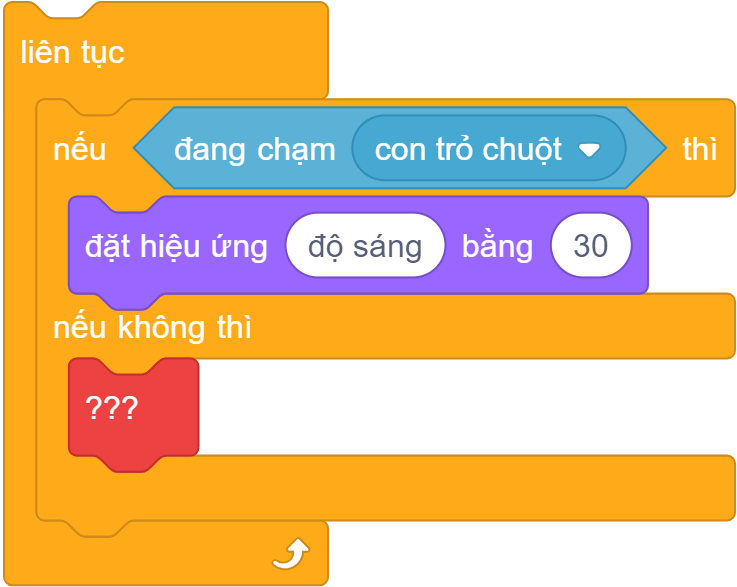 liên tục
nếu đang chạm con trỏ chuột thì
đặt hiệu ứng độ sáng bằng 30
nếu không thì
???